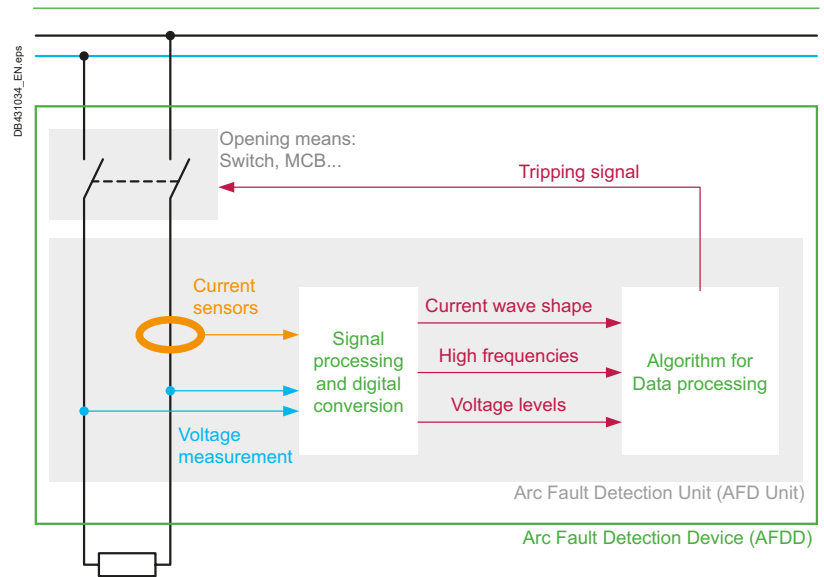 DB431034_EN.eps
Opening means:
Switch, MCB...
Tripping signal
Current
sensors
Signal
processing
and digital
conversion
Current wave shape
High frequencies
Voltage levels
Algorithm for
Data processing
Voltage
measurement
Arc Fault Detection Unit (AFD Unit)
Arc Fault Detection Device (AFDD)